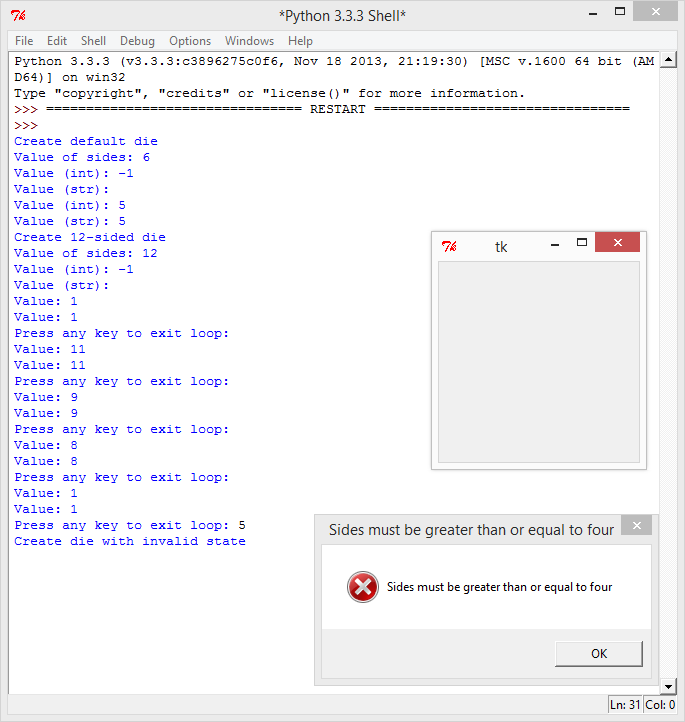 *Python 3.3.3 Shell*
File Edit Shell Debug Options Windows Help
Python 3.3.3 (v3.3.3:c3896275c0f6, Nov 18 2013, 21:19:30) [MSC v.1600 64 bit (AM
D64)] on win32
Type "copyright", "credits" or "license()" for more information.
>>> ================================ RESTART ================================
>>>
Create default die
Value of sides: 6
Value (int): -1
Value (str):
Value (int): 5
Value (str): 5
Create 12-sided die
Value of sides: 12
Value (int): -1
Value (str):
Value: 1
Value: 1
Press any key to exit loop:
Value: 11
Value: 11
Press any key to exit loop:
Value: 9
Value: 9
Press any key to exit loop:
Value: 8
Value: 8
Press any key to exit loop:
Value: 1
Value: 1
Press any key to exit loop: 5
Create die with invalid state
tk
Sides must be greater than or equal to four
Sides must be greater than or equal to four
OK
Ln: 31 Col: 0